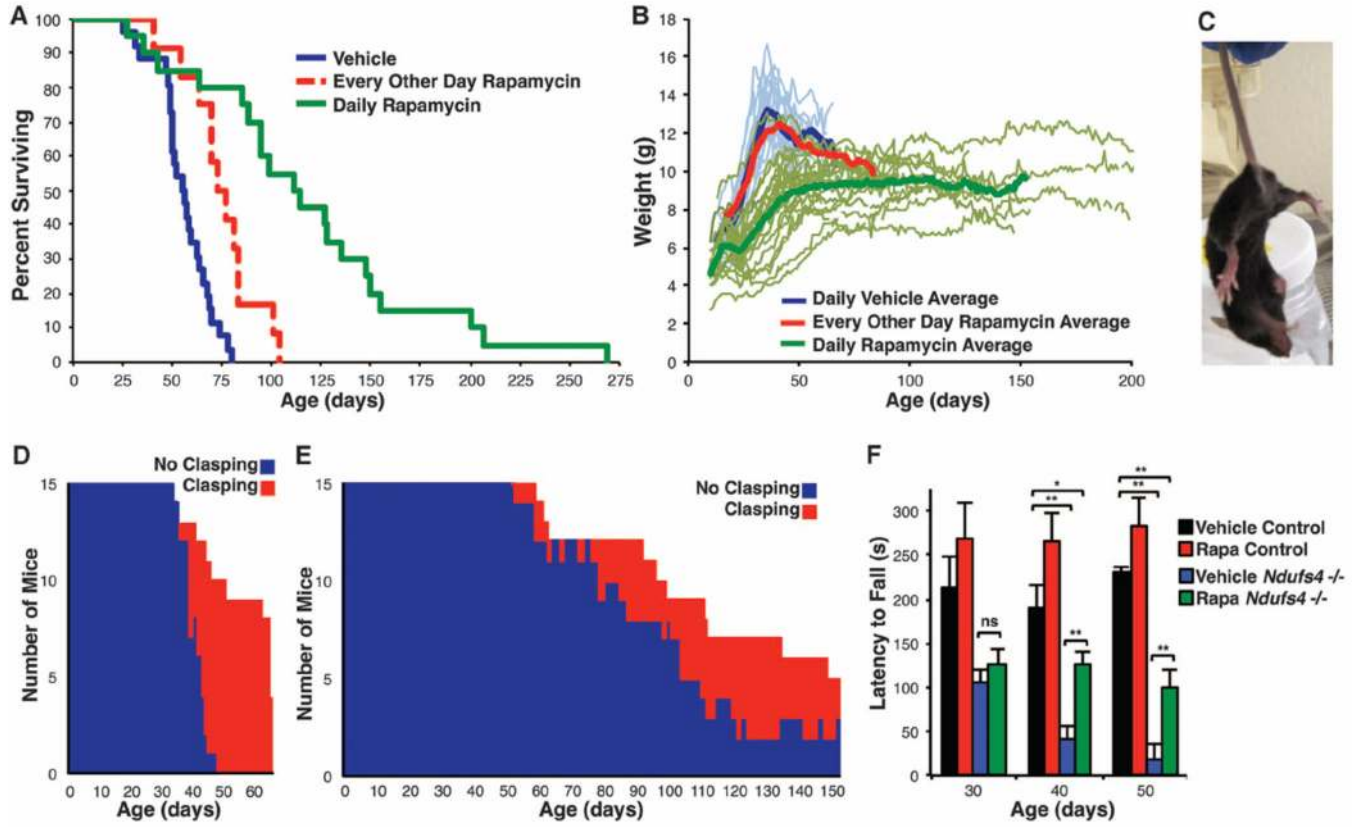 A
100
90
80
70
60
50
40
30
20
10
0
Percent Surviving
Vehicle
Every Other Day Rapamycin
Daily Rapamycin
0 25 50 75 100 125 150 175 200 225 250 275
Age (days)
B
18
16
14
12
10
8
6
4
2
0
Weight (g)
Daily Vehicle Average
Every Other Day Rapamycin Average
Daily Rapamycin Average
0 50 100 150 200
Age (days)
C
D
No Clasping
Clasping
15
10
5
0
Number of Mice
0 10 20 30 40 50 60
Age (days)
E
No Clasping
Clasping
15
10
5
0
Number of Mice
0 10 20 30 40 50 60 70 80 90 100 110 120 130 140 150
Age (days)
F
300
250
200
150
100
50
0
Latency to Fall (s)
ns
*
**
**
**
**
**
Vehicle Control
Rapa Control
Vehicle Ndufs4 -/-
Rapa Ndufs4 -/-
30 40 50
Age (days)